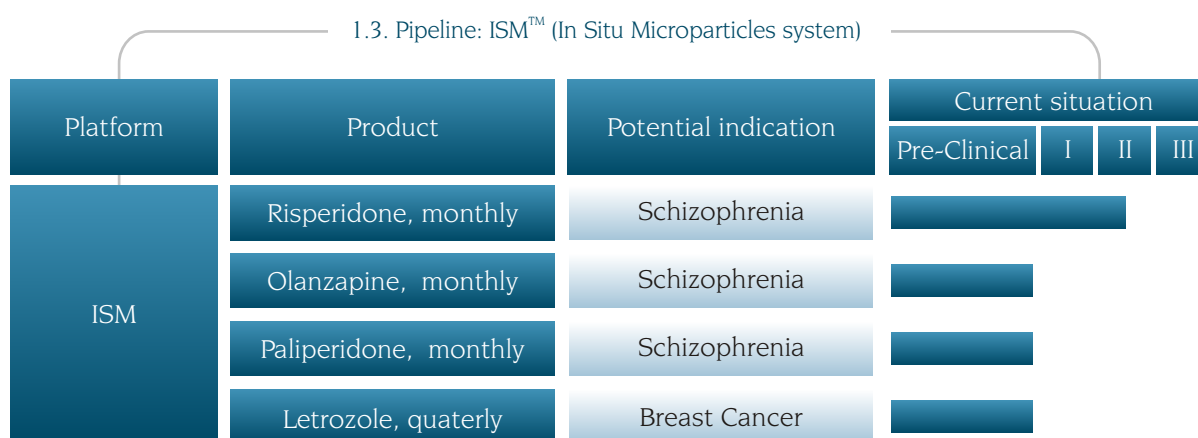 1.3. Pipeline: ISM™ (In Situ Microparticles system)
Platform
Product
Potential indication
Current situation
Pre-Clinical
I
II
III
ISM
Risperidone, monthly
Schizophrenia
Olanzapine, monthly
Schizophrenia
Paliperidone, monthly
Schizophrenia
Letrozole, quaterly
Breast Cancer